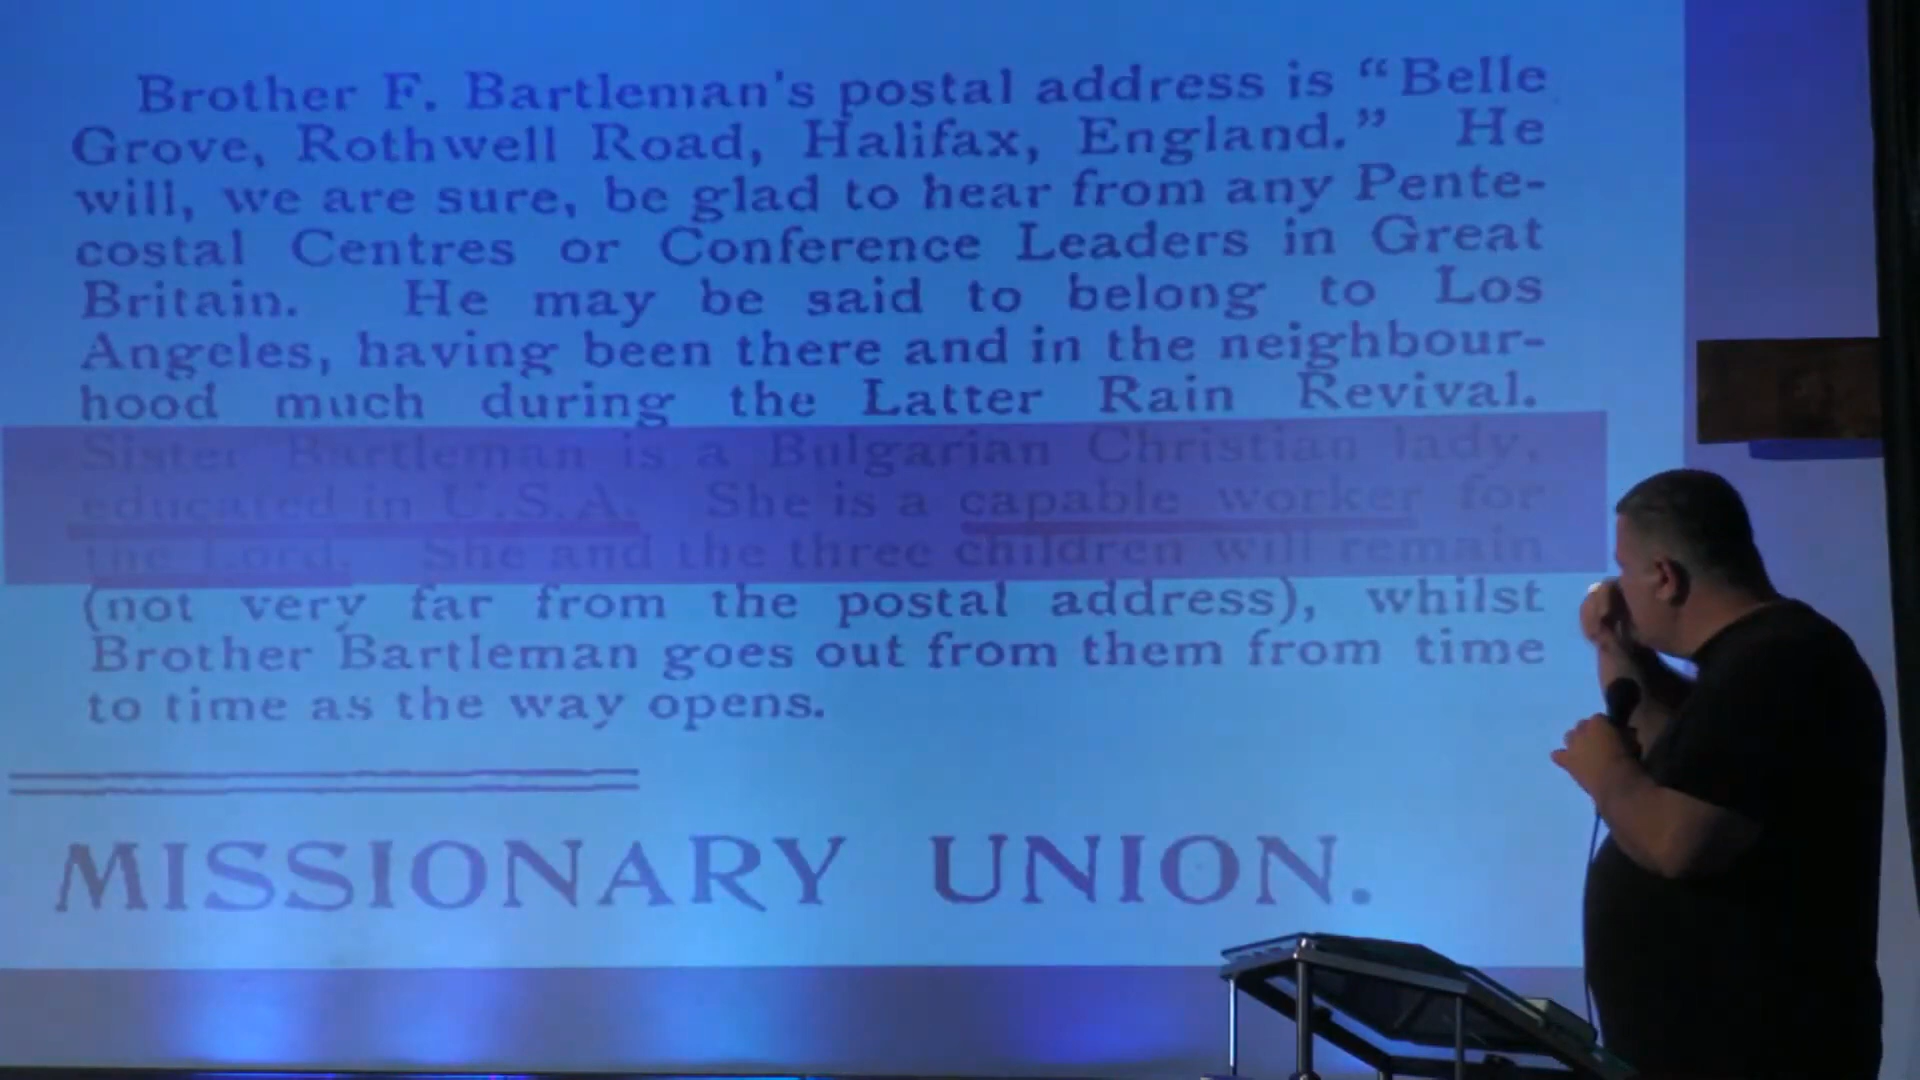 Brother F. Bartleman's postal address is “Belle
Grove, Rothwell Road, Halifax, England.” He
will, we are sure, be glad to hear from any Pente-
costal Centres or Conference Leaders in Great
Britain. He may be said to belong to Los
Angeles, having been there and in the neighbour-
hood much during the Latter Rain Revival.
Sister Bartleman is a Bulgarian Christian lady,
educated in U.S.A. She is a capable worker for
the Lord. She and the three children will remain
(not very far from the postal address), whilst
Brother Bartleman goes out from them from time
to time as the way opens.
MISSIONARY UNION.